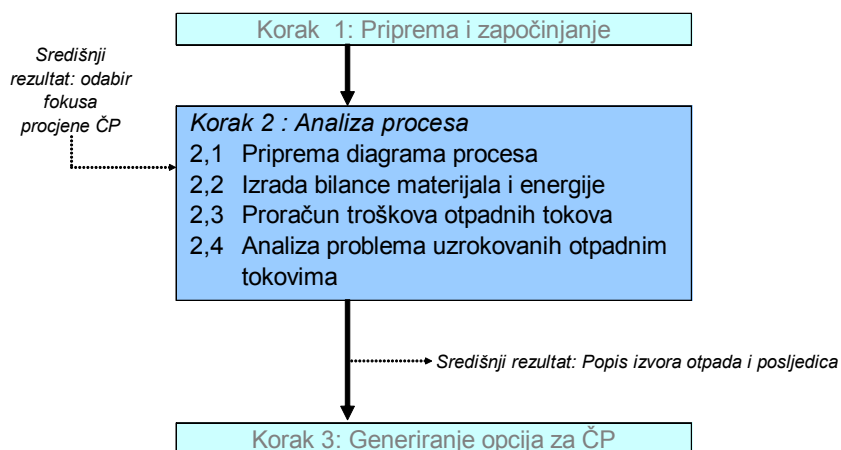 Korak 1: Priprema i započinjanje
Središnji
rezultat: odabir
fokusa
procjene ČP
Korak 2 : Analiza procesa
2,1 Priprema diagrama procesa
2,2 Izrada bilance materijala i energije
2,3 Proračun troškova otpadnih tokova
2,4 Analiza problema uzrokovanih otpadnim
tokovima
Središnji rezultat: Popis izvora otpada i posljedica
Korak 3: Generiranje opcija za ČP